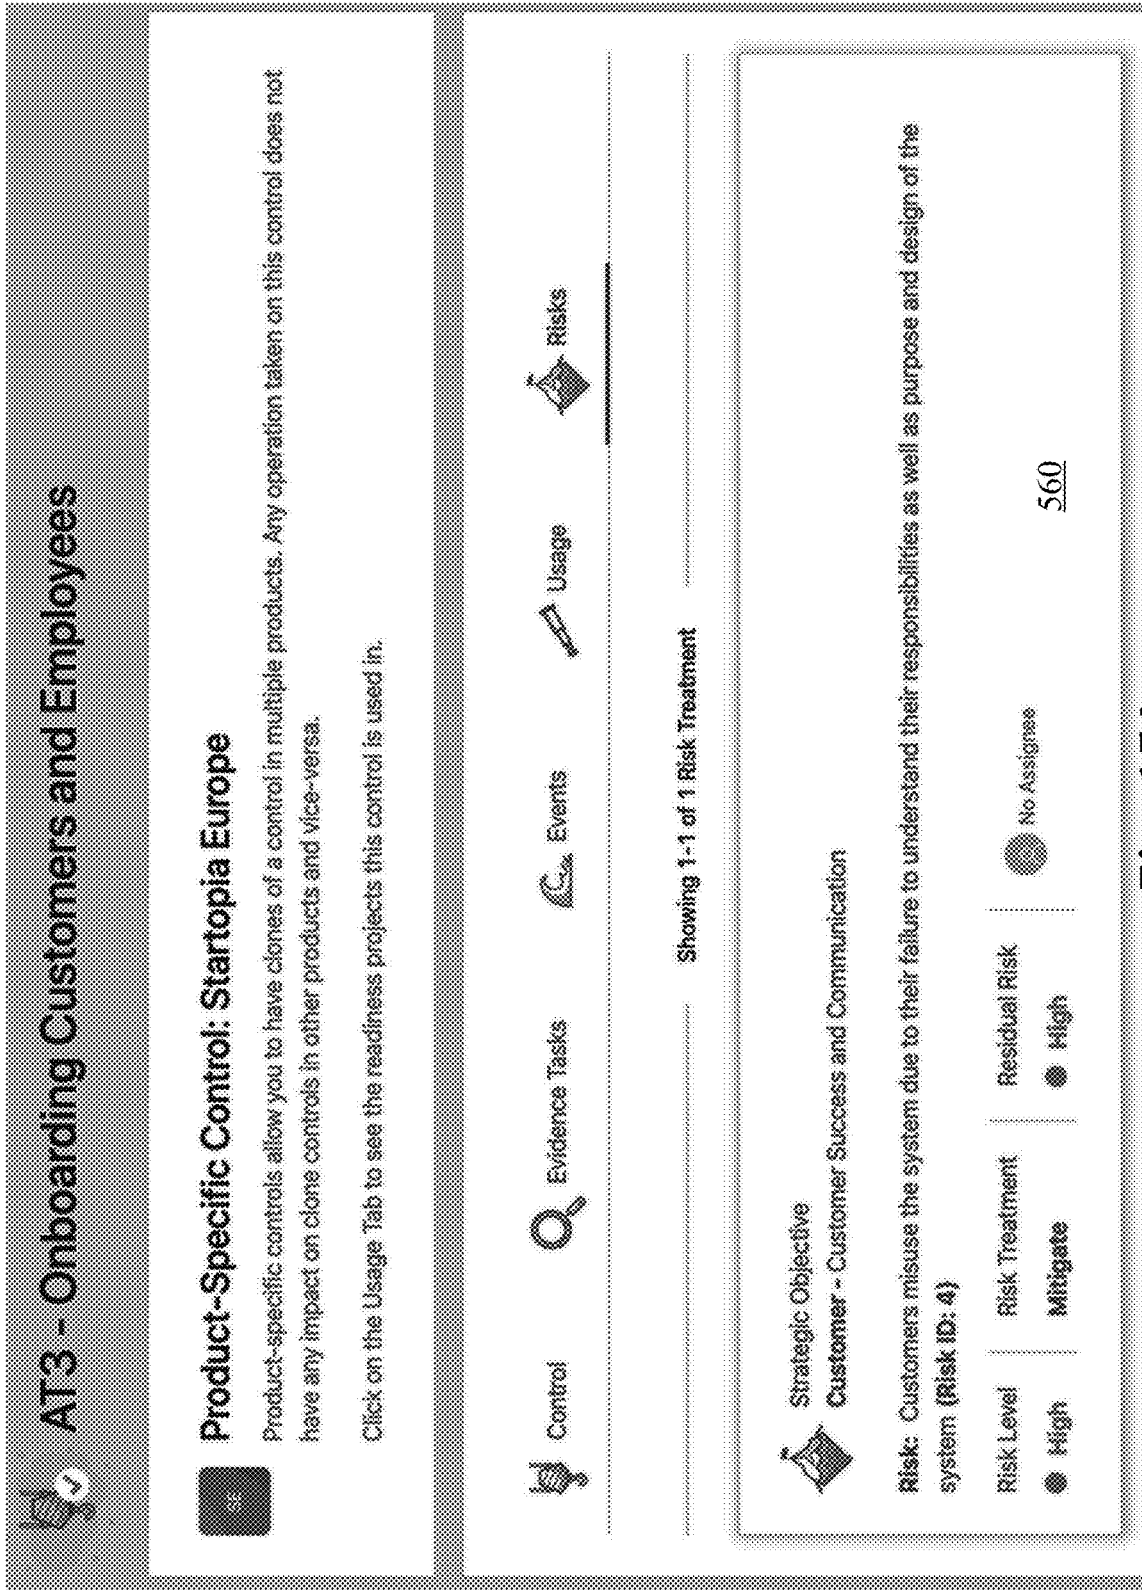 AT3 - Onboarding Customers and Employees
Product-Specific Control: Startopia Europe
Product-specific controls allow you to have clones of a control in multiple products. Any operation taken on this control does not
have any impact on clone controls in other products and vice-versa.
Click on the Usage Tab to see the readiness projects this control is used in.
Control
Evidence Tasks
Events
Usage
Risks
Showing 1-1 of 1 Risk Treatment
Strategic Objective
Customer - Customer Success and Communication
Risk: Customers misuse the system due to their failure to understand their responsibilities as well as purpose and design of the
system (Risk ID: 4)
Risk Level
High
Risk Treatment
Mitigate
Residual Risk
High
No Assignee
560